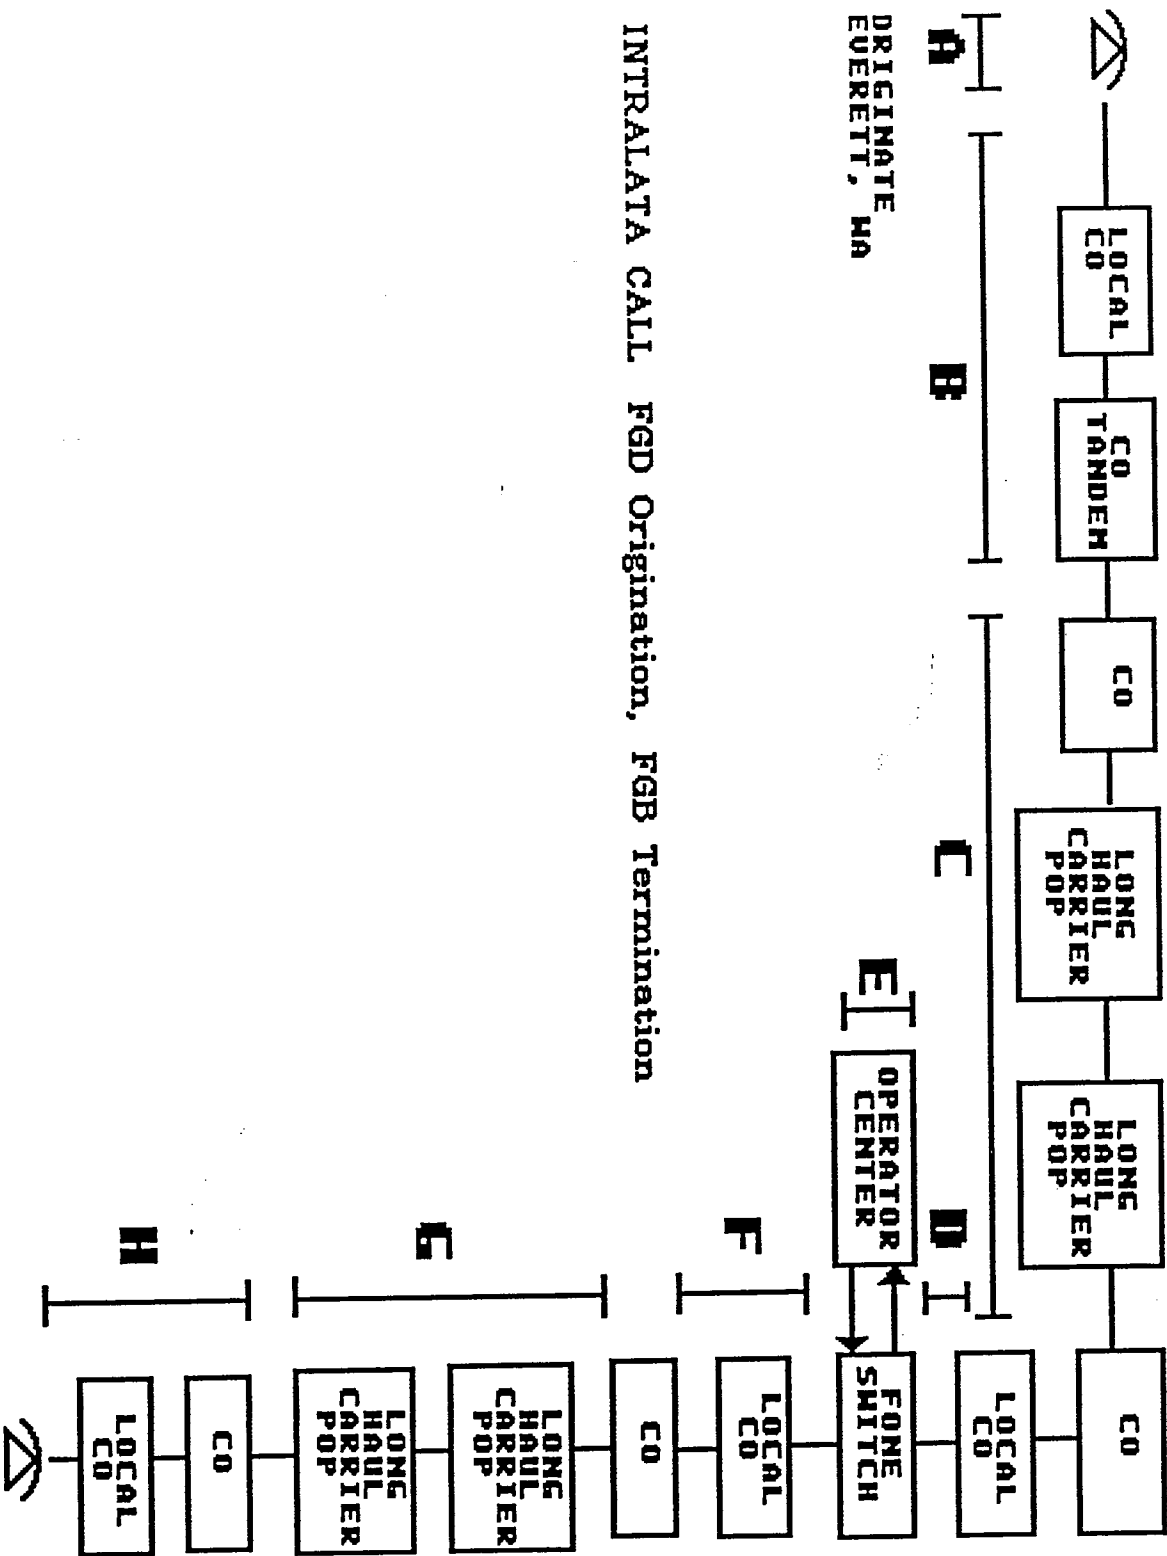 LOCAL
CO
CO
TANDEM
CO
LONG
HAUL
CARRIER
POP
LONG
HAUL
CARRIER
POP
CO
A
B
C
D
LOCAL
CO
ORIGINATE
EVERETT, WA
E
OPERATOR
CENTER
FONE
SWITCH
F
LOCAL
CO
INTRALATA CALL FGD Origination, FGB Termination
CO
G
LONG
HAUL
CARRIER
POP
LONG
HAUL
CARRIER
POP
H
CO
LOCAL
CO